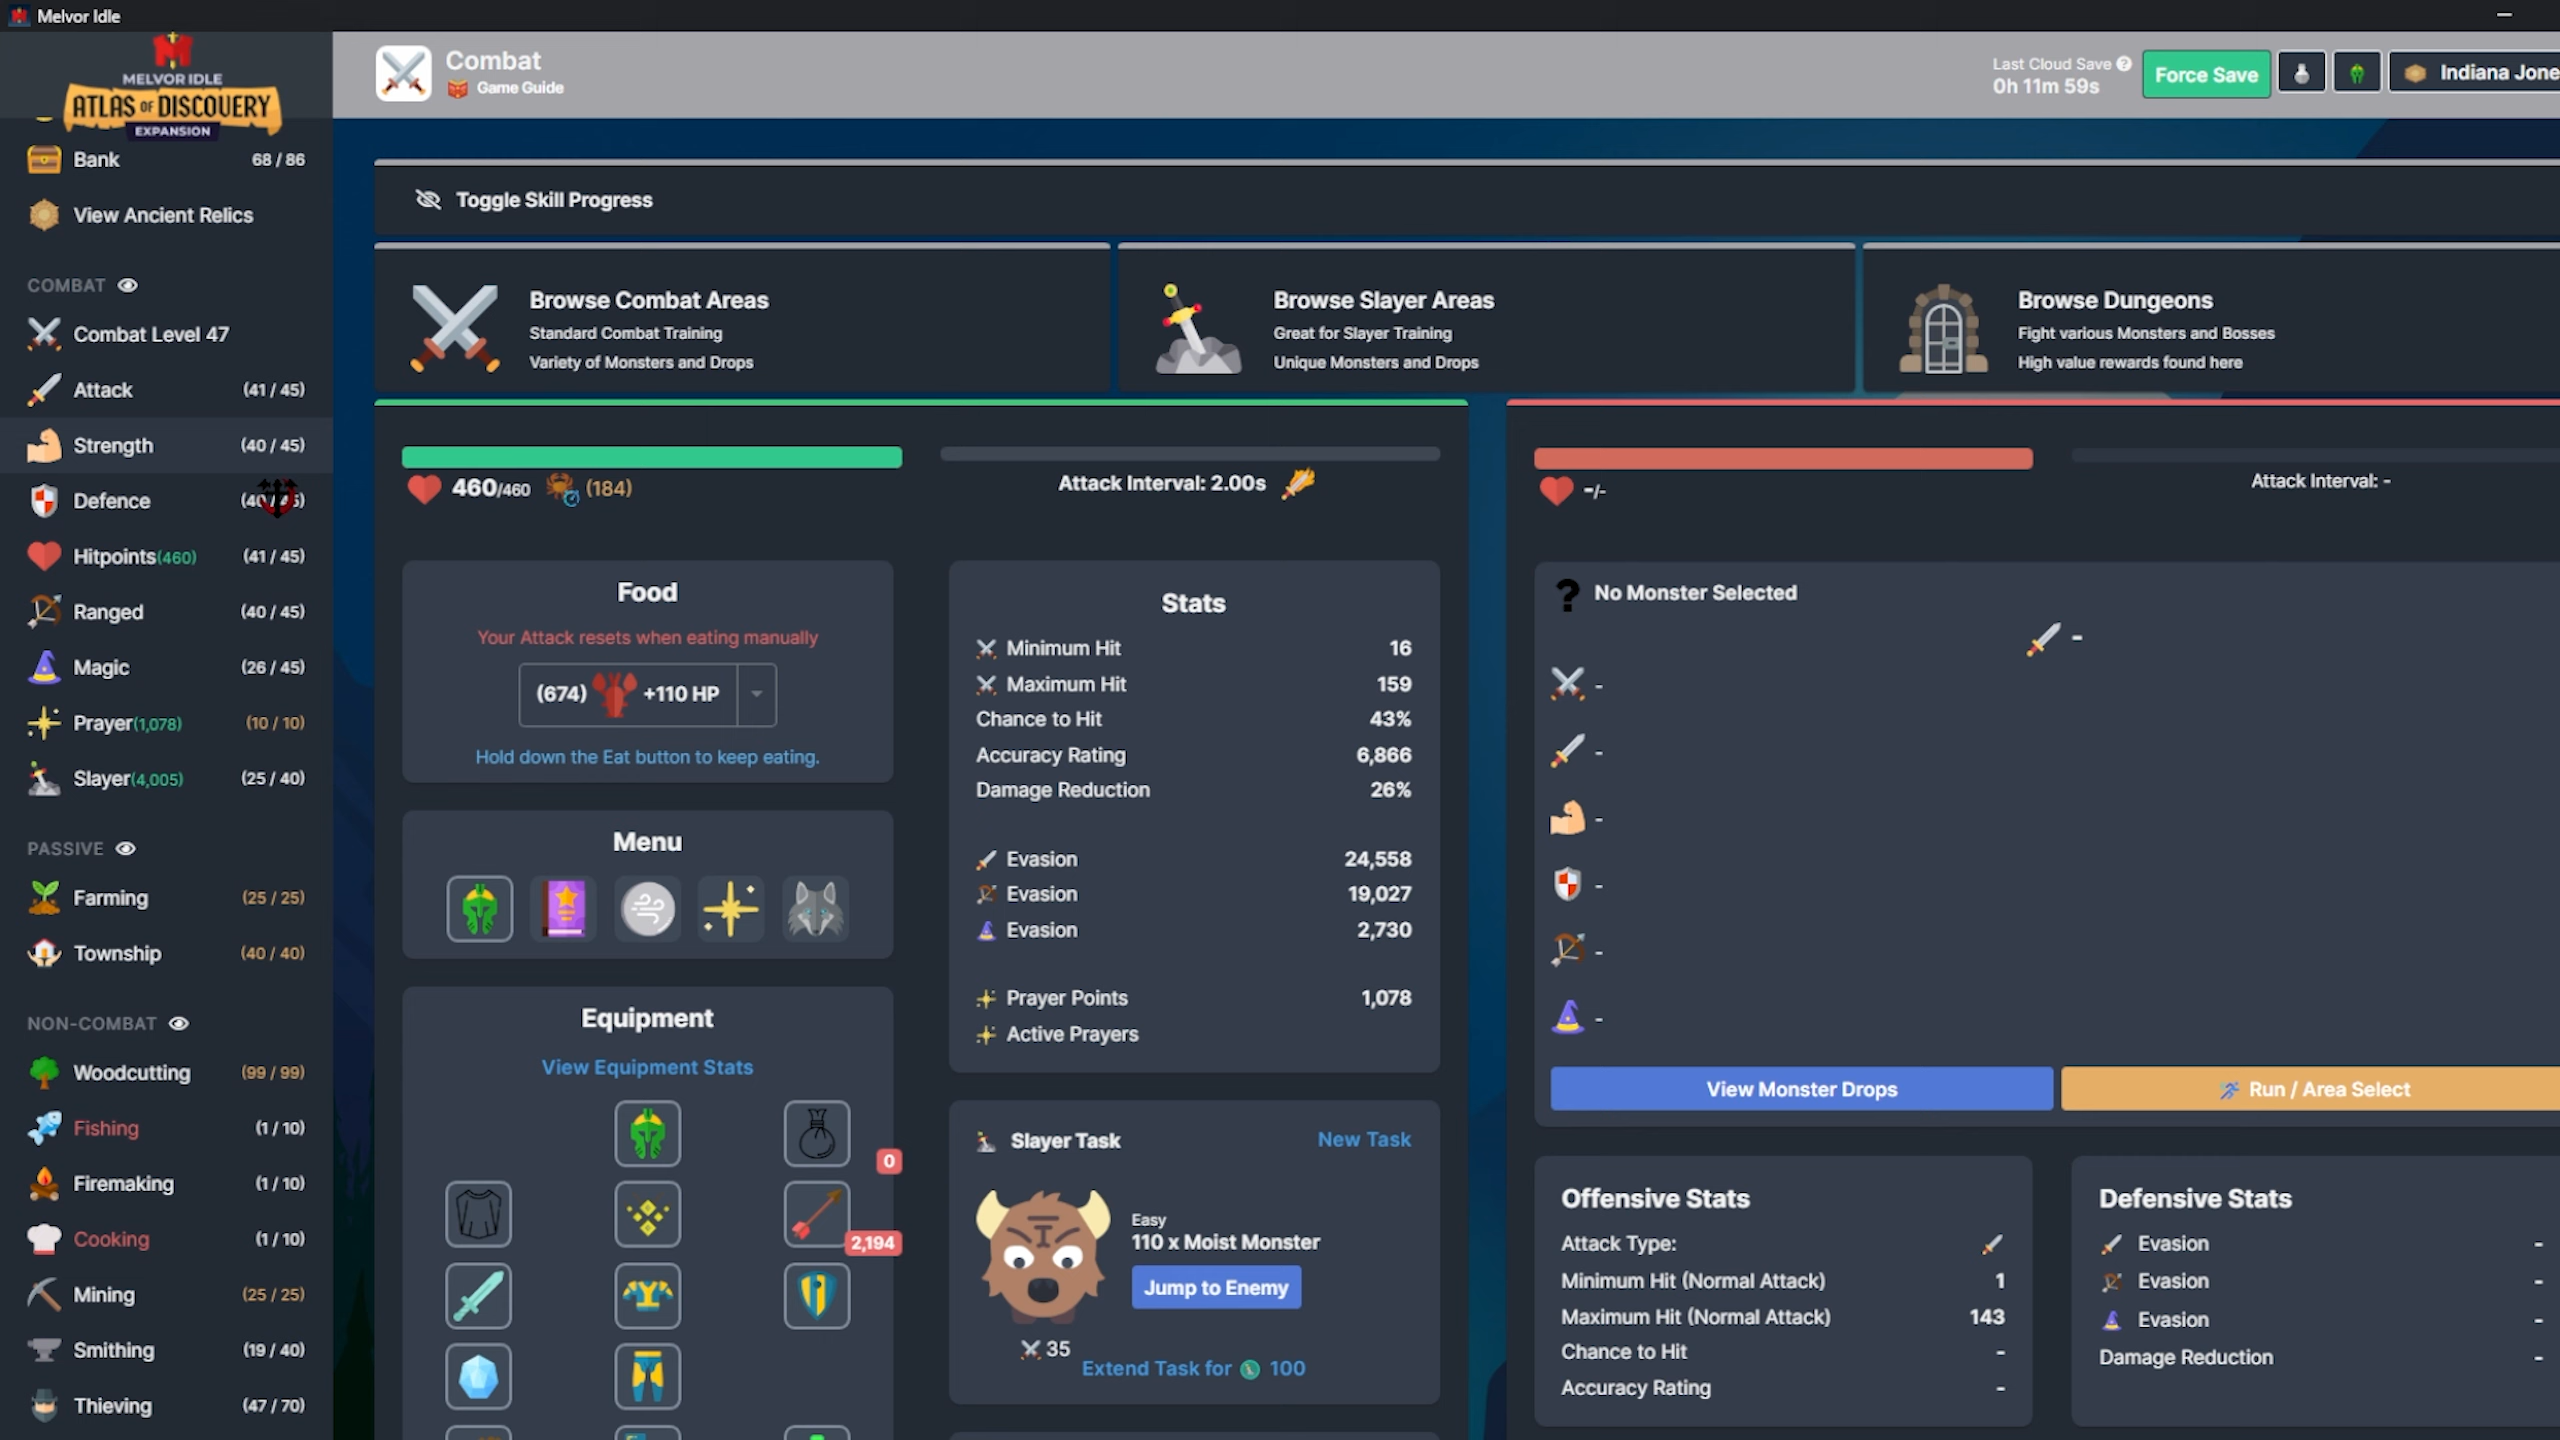 Melvor Idle
MELVOR IDLE
ATLAS OF DISCOVERY
EXPANSION
Bank 68 / 86
View Ancient Relics
COMBAT
Combat Level 47
Attack (41 / 45)
Strength (40 / 45)
Defence
Hitpoints(460) (41 / 45)
Ranged (40 / 45)
Magic (26 / 45)
Prayer(1,078) (10 / 10)
Slayer(4,005) (25 / 40)
PASSIVE
Farming (25 / 25)
Township (40 / 40)
NON-COMBAT
Woodcutting (99 / 99)
Fishing (1 / 10)
Firemaking (1 / 10)
Cooking (1 / 10)
Mining (25 / 25)
Smithing (19 / 40)
Thieving (47 / 70)
Combat
Game Guide
Last Cloud Save ?
0h 11m 59s
Force Save
Indiana Jone
Toggle Skill Progress
Browse Combat Areas
Standard Combat Training
Variety of Monsters and Drops
Browse Slayer Areas
Great for Slayer Training
Unique Monsters and Drops
Browse Dungeons
Fight various Monsters and Bosses
High value rewards found here
460/460 (184)
Attack Interval: 2.00s
Food
Your Attack resets when eating manually
(674) +110 HP
Hold down the Eat button to keep eating.
Menu
Equipment
View Equipment Stats
0
2,194
Stats
Minimum Hit 16
Maximum Hit 159
Chance to Hit 43%
Accuracy Rating 6,866
Damage Reduction 26%
Evasion 24,558
Evasion 19,027
Evasion 2,730
Prayer Points 1,078
Active Prayers
Slayer Task New Task
Easy
110 x Moist Monster
Jump to Enemy
35
Extend Task for 100
-/-
Attack Interval: -
? No Monster Selected
-
-
-
-
-
-
-
View Monster Drops
Run / Area Select
Offensive Stats
Attack Type:
Minimum Hit (Normal Attack) 1
Maximum Hit (Normal Attack) 143
Chance to Hit -
Accuracy Rating -
Defensive Stats
Evasion -
Evasion -
Evasion -
Damage Reduction -